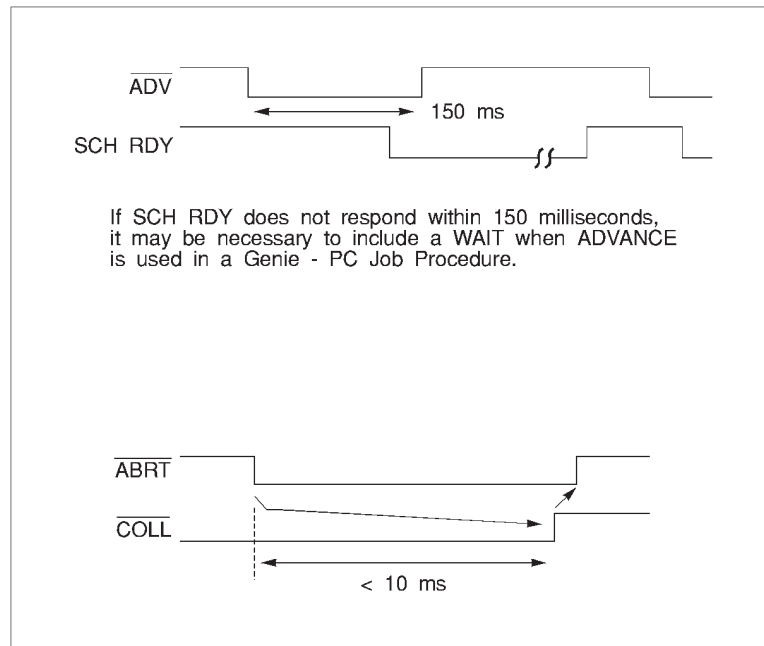 ADV
150 ms
SCH RDY
If SCH RDY does not respond within 150 milliseconds,
it may be necessary to include a WAIT when ADVANCE
is used in a Genie - PC Job Procedure.
ABRT
COLL
< 10 ms